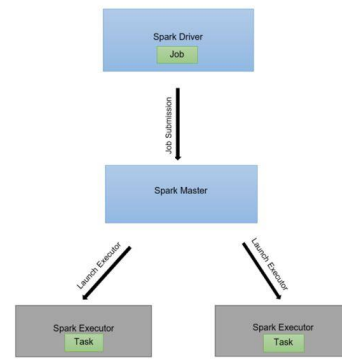 Spark Driver
Job
Job Submission
Spark Master
Launch Executor
Launch Executor
Spark Executor
Task
Spark Executor
Task